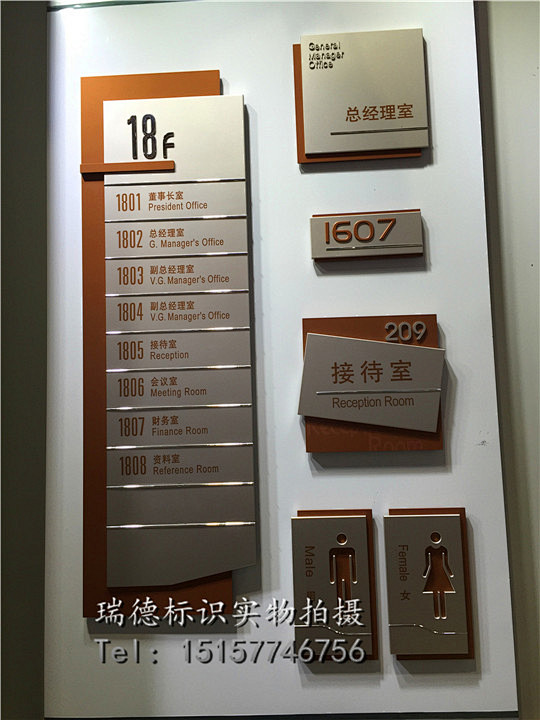 18F
1801 董事长室
President Office
1802 总经理室
G. Manager's Office
1803 副总经理室
V.G. Manager's Office
1804 副总经理室
V.G. Manager's Office
1805 接待室
Reception
1806 会议室
Meeting Room
1807 财务室
Finance Room
1808 资料室
Reference Room
General
Manager
Office
总经理室
1607
209
接待室
Reception Room
Room
Male
Female 女
瑞德标识实物拍摄
Tel: 15157746756